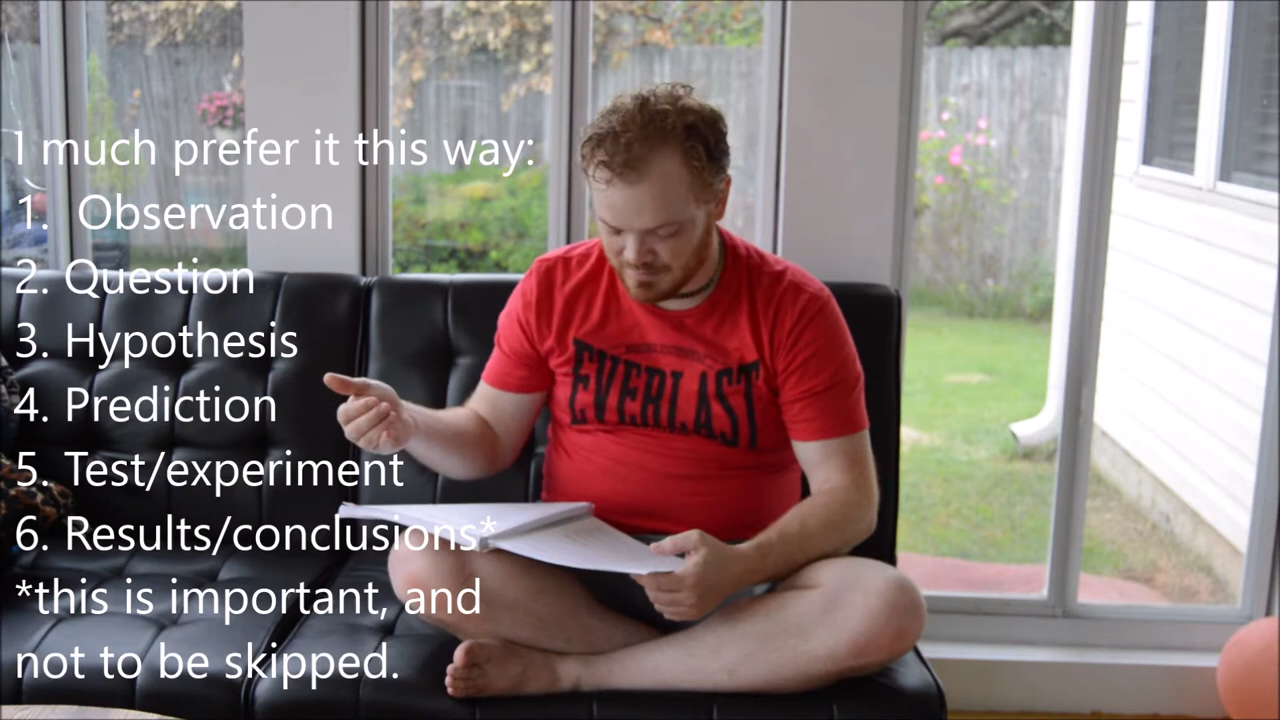 I much prefer it this way:
1. Observation
2. Question
3. Hypothesis
4. Prediction
5. Test/experiment
6. Results/conclusions*
*this is important, and
not to be skipped.
EVERLAST